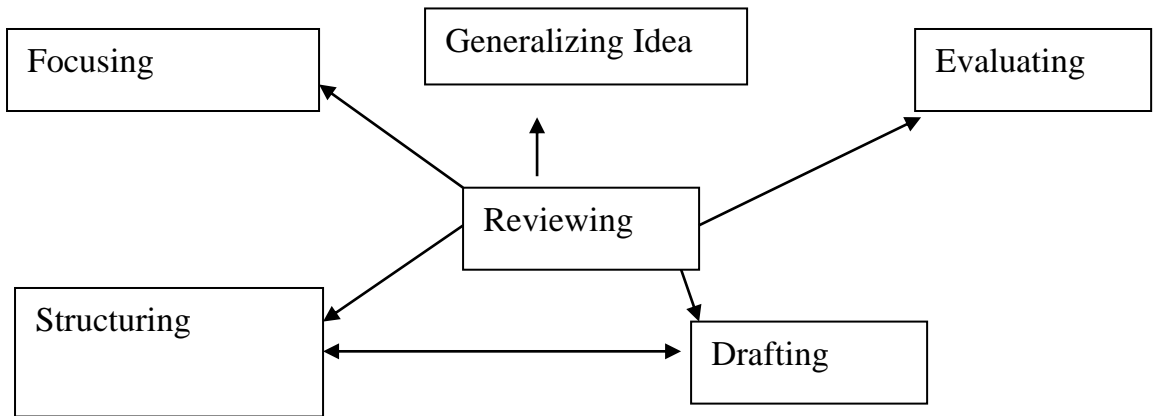 Focusing
Generalizing Idea
Evaluating
Reviewing
Structuring
Drafting